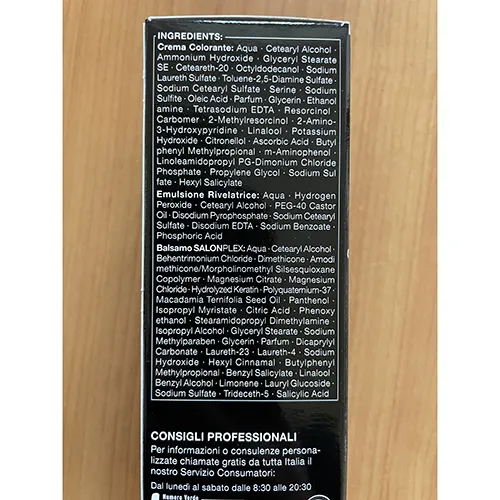 INGREDIENTS:
Crema Colorante: Aqua · Cetearyl Alcohol ·
Ammonium Hydroxide · Glyceryl Stearate
SE · Ceteareth-20 · Octyldodecanol · Sodium
Laureth Sulfate · Toluene-2,5-Diamine Sulfate ·
Sodium Cetearyl Sulfate · Serine · Sodium
Sulfite · Oleic Acid · Parfum · Glycerin · Ethanol
amine · Tetrasodium EDTA · Resorcinol ·
Carbomer · 2-Methylresorcinol · 2-Amino-
3-Hydroxypyridine · Linalool · Potassium
Hydroxide · Citronellol · Ascorbic Acid · Butyl
phenyl Methylpropional · m-Aminophenol ·
Linoleamidopropyl PG-Dimonium Chloride
Phosphate · Propylene Glycol · Sodium Sul
fate · Hexyl Salicylate
Emulsione Rivelatrice: Aqua · Hydrogen
Peroxide · Cetearyl Alcohol · PEG-40 Castor
Oil · Disodium Pyrophosphate · Sodium Cetearyl
Sulfate · Disodium EDTA · Sodium Benzoate ·
Phosphoric Acid
Balsamo SALONPLEX: Aqua · Cetearyl Alcohol ·
Behentrimonium Chloride · Dimethicone · Amodi
methicone/Morpholinomethyl Silsesquioxane
Copolymer · Magnesium Citrate · Magnesium
Chloride · Hydrolyzed Keratin · Polyquaternium-37 ·
Macadamia Ternifolia Seed Oil · Panthenol ·
Isopropyl Myristate · Citric Acid · Phenoxy
ethanol · Stearamidopropyl Dimethylamine ·
Isopropyl Alcohol · Glyceryl Stearate · Sodium
Methylparaben · Glycerin · Parfum · Dicaprylyl
Carbonate · Laureth-23 · Laureth-4 · Sodium
Hydroxide · Hexyl Cinnamal · Butylphenyl
Methylpropional · Benzyl Salicylate · Linalool ·
Benzyl Alcohol · Limonene · Lauryl Glucoside ·
Sodium Sulfate · Trideceth-5 · Salicylic Acid
CONSIGLI PROFESSIONALI
Per informazioni o consulenze persona-
lizzate chiamate gratis da tutta Italia il
nostro Servizio Consumatori:
Dal lunedì al sabato dalle 8:30 alle 20:30
Numero Verde